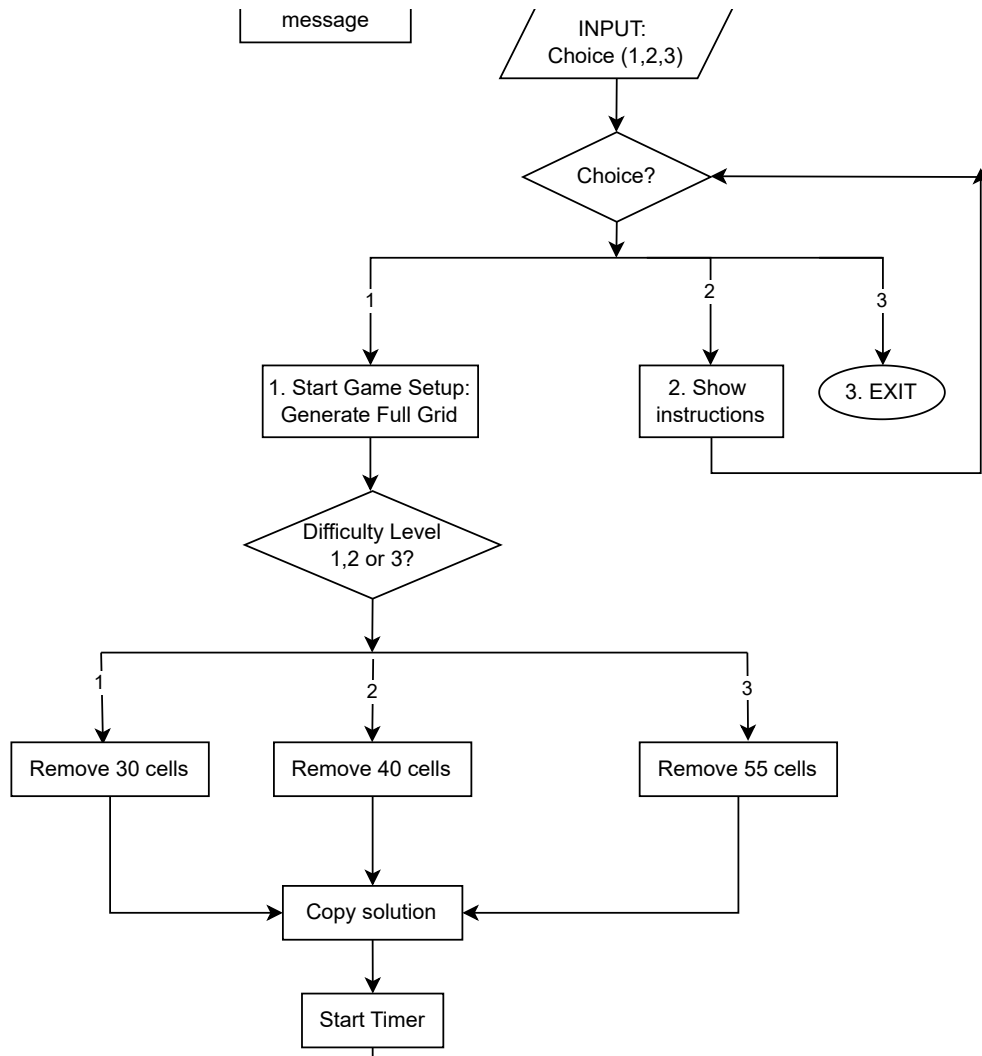 message
INPUT:
Choice (1,2,3)
Choice?
1
2
3
1. Start Game Setup:
Generate Full Grid
2. Show
instructions
3. EXIT
Difficulty Level
1,2 or 3?
1
2
3
Remove 30 cells
Remove 40 cells
Remove 55 cells
Copy solution
Start Timer